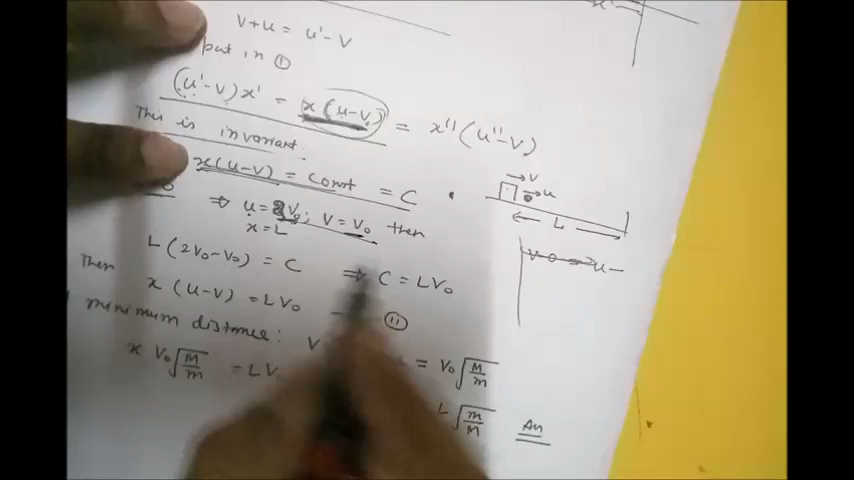 V+u = u'-V
put in ①
(u'-V)x' = x(u-V) = x''(u''-V)
This is invariant.
x(u-V) = const = C
⇒ u=2V₀; V=V₀ then
x=L
L(2V₀-V₀) = C ⇒ C = LV₀
Then
x(u-V) = LV₀ — ⑪
minimum distance: V
= V₀√(M/m)
x V₀√(M/m) = LV
L√(m/M) Ans
→V
→u
L